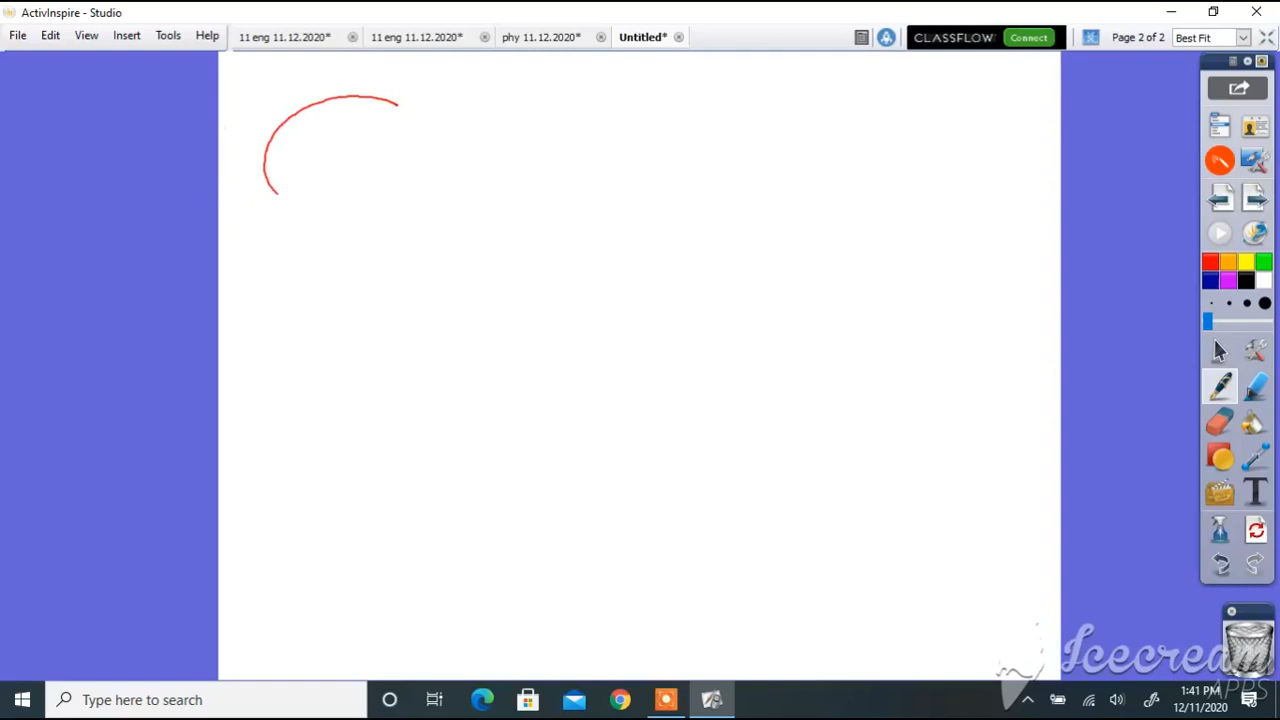 ActivInspire - Studio
File Edit View Insert Tools Help
11 eng 11.12.2020* 11 eng 11.12.2020* phy 11.12.2020* Untitled*
CLASSFLOW Connect
Page 2 of 2 Best Fit
T
Icecream
APPS
Type here to search
1:41 PM
12/11/2020